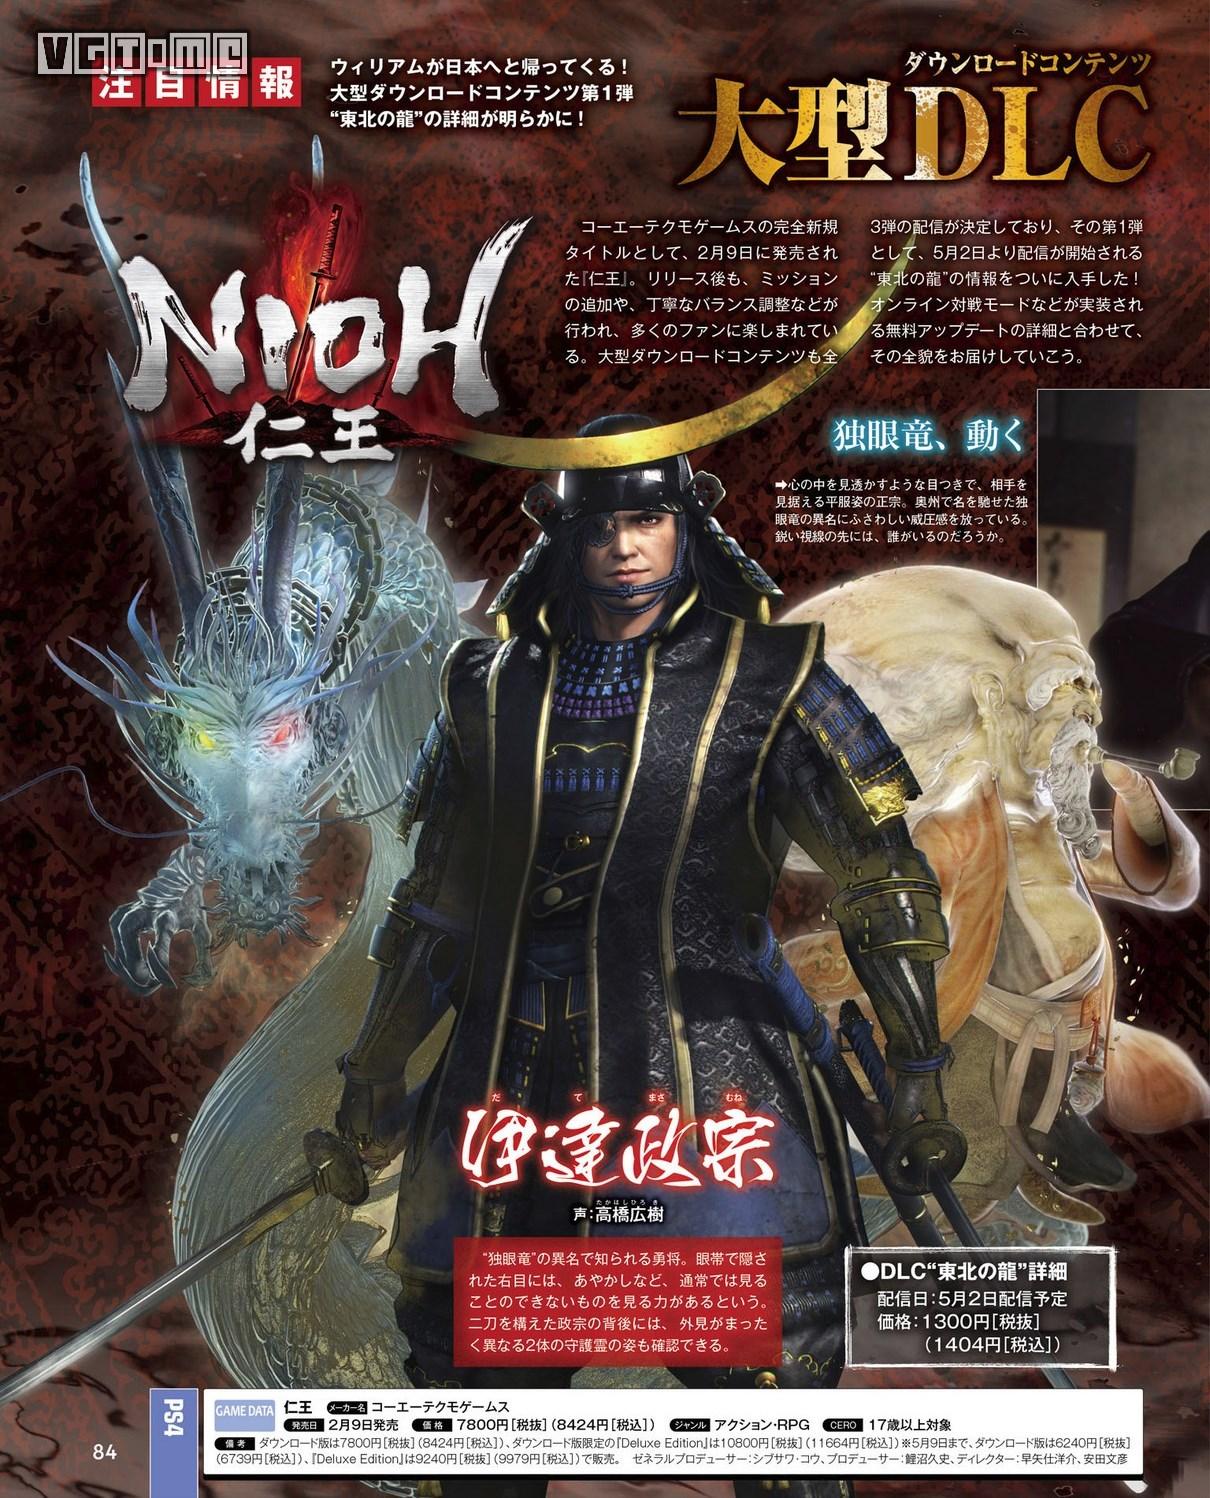 VGTIME
注目情報
ウィリアムが日本へと帰ってくる！
大型ダウンロードコンテンツ第1弾
“東北の龍”の詳細が明らかに！
ダウンロードコンテンツ
大型DLC
NIOH
仁王
コーエーテクモゲームスの完全新規
タイトルとして、2月9日に発売され
た『仁王』。リリース後も、ミッション
の追加や、丁寧なバランス調整などが
行われ、多くのファンに楽しまれてい
る。大型ダウンロードコンテンツも全
3弾の配信が決定しており、その第1弾
として、5月2日より配信が開始される
“東北の龍”の情報をついに入手した！
オンライン対戦モードなどが実装され
る無料アップデートの詳細と合わせて、
その全貌をお届けしていこう。
独眼竜、動く
➡心の中を見透かすような目つきで、相手を
見据える平服姿の正宗。奥州で名を馳せた独
眼竜の異名にふさわしい威圧感を放っている。
鋭い視線の先には、誰がいるのだろうか。
だ て まさ むね
伊達政宗
たかはしひろき
声:高橋広樹
“独眼竜”の異名で知られる勇将。眼帯で隠さ
れた右目には、あやかしなど、通常では見る
ことのできないものを見る力があるという。
二刀を構えた政宗の背後には、外見がまった
く異なる2体の守護霊の姿も確認できる。
●DLC“東北の龍”詳細
配信日:5月2日配信予定
価格:1300円[税抜]
(1404円[税込])
PS4
GAME DATA 仁王 メーカー名 コーエーテクモゲームス
発売日 2月9日発売 価格 7800円[税抜](8424円[税込]) ジャンル アクション・RPG CERO 17歳以上対象
備考 ダウンロード版は7800円[税抜](8424円[税込])、ダウンロード版限定の『Deluxe Edition』は10800円[税抜](11664円[税込])※5月9日まで、ダウンロード版は6240円[税抜]
(6739円[税込])、『Deluxe Edition』は9240円[税抜](9979円[税込])で販売。 ゼネラルプロデューサー:シブサワ・コウ、プロデューサー:鯉沼久史、ディレクター:早矢仕洋介、安田文彦
84